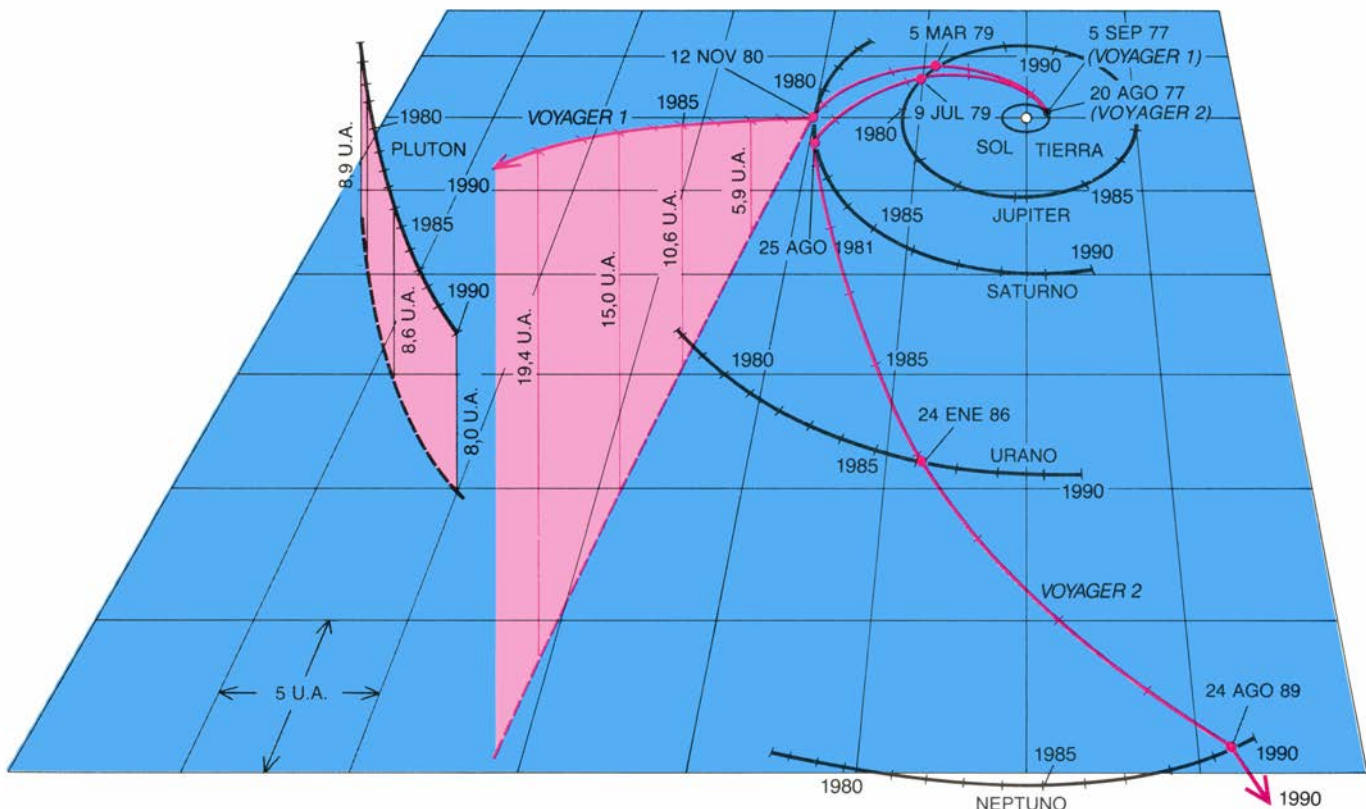 5 MAR 79
5 SEP 77
(VOYAGER 1)
12 NOV 80
1980
1990
20 AGO 77
(VOYAGER 2)
1985
VOYAGER 1
1980
9 JUL 79
1980
SOL
TIERRA
PLUTON
8,9 U.A.
1990
5,9 U.A.
1985
JUPITER
1985
10,6 U.A.
1985
25 AGO 1981
1990
SATURNO
1990
15,0 U.A.
8,6 U.A.
19,4 U.A.
1980
1985
8,0 U.A.
24 ENE 86
URANO
1985
1990
VOYAGER 2
5 U.A.
24 AGO 89
1985
1990
1980
1990
NEPTUNO